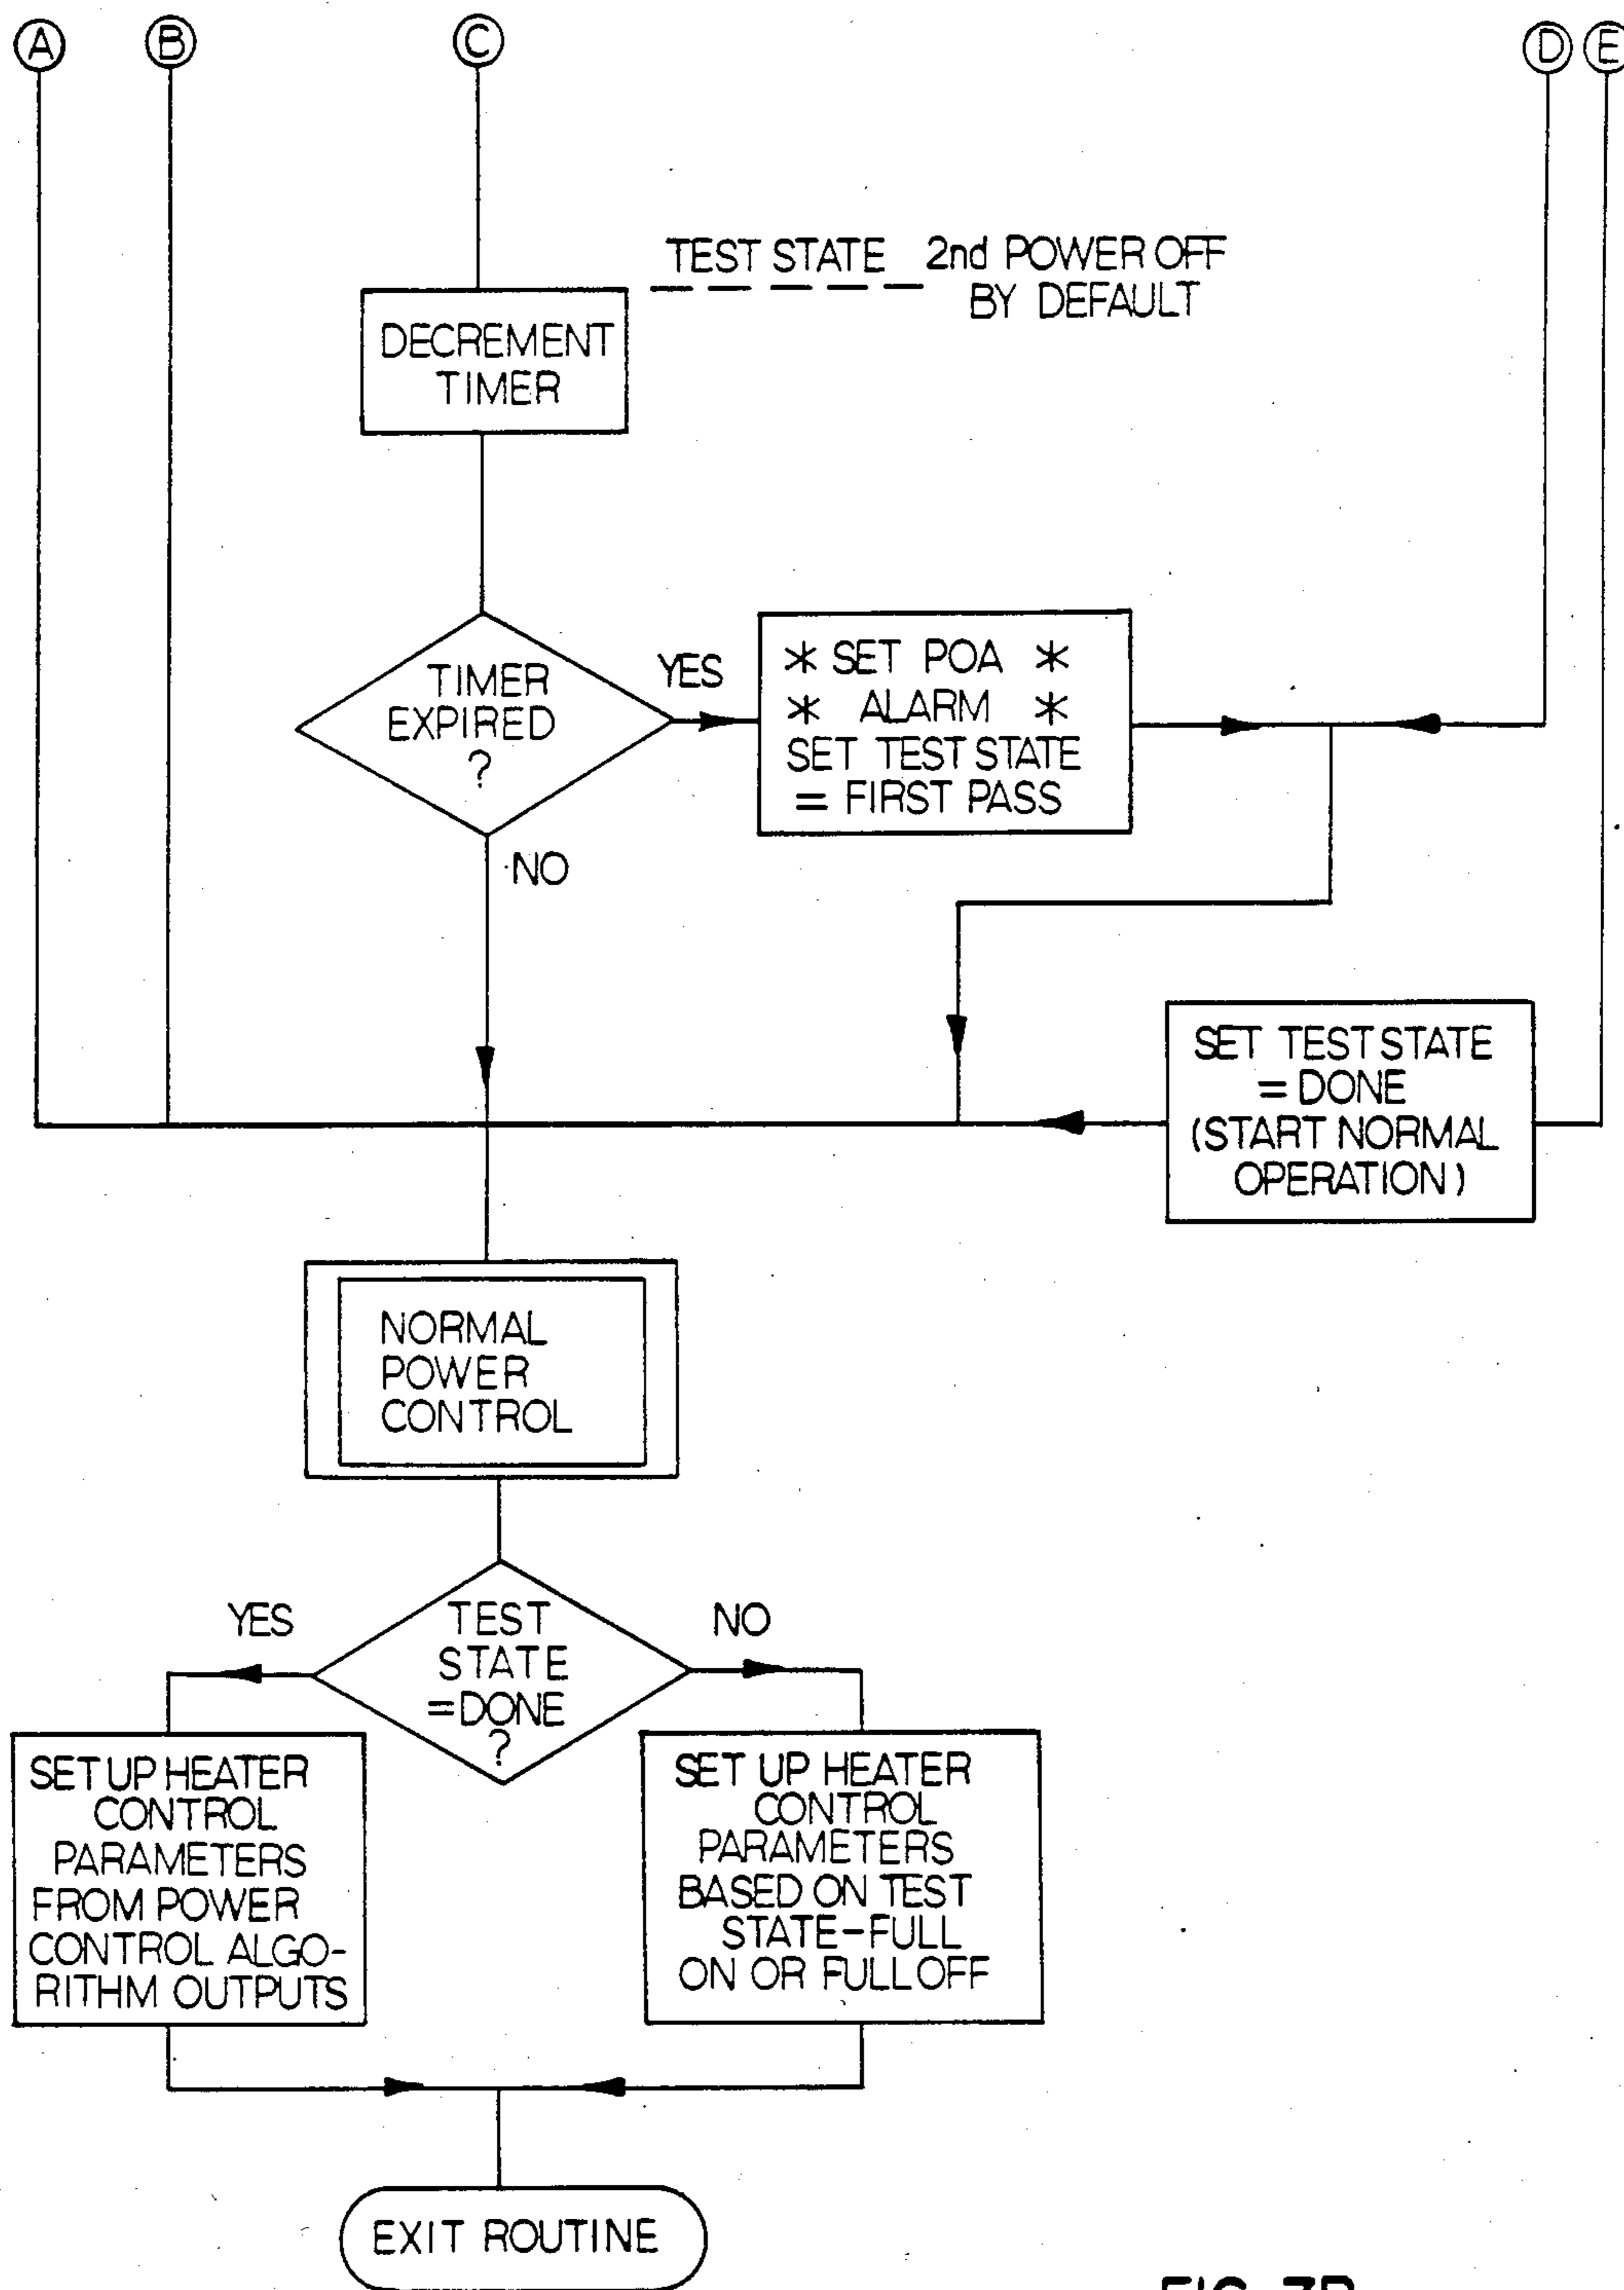 A B C D E
TEST STATE 2nd POWER OFF
BY DEFAULT
DECREMENT
TIMER
TIMER
EXPIRED
?
YES
* SET POA *
* ALARM *
SET TEST STATE
= FIRST PASS
NO
SET TEST STATE
= DONE
(START NORMAL
OPERATION)
NORMAL
POWER
CONTROL
YES
TEST
STATE
=DONE
?
NO
SET UP HEATER
CONTROL
PARAMETERS
FROM POWER
CONTROL ALGO-
RITHM OUTPUTS
SET UP HEATER
CONTROL
PARAMETERS
BASED ON TEST
STATE-FULL
ON OR FULL OFF
EXIT ROUTINE